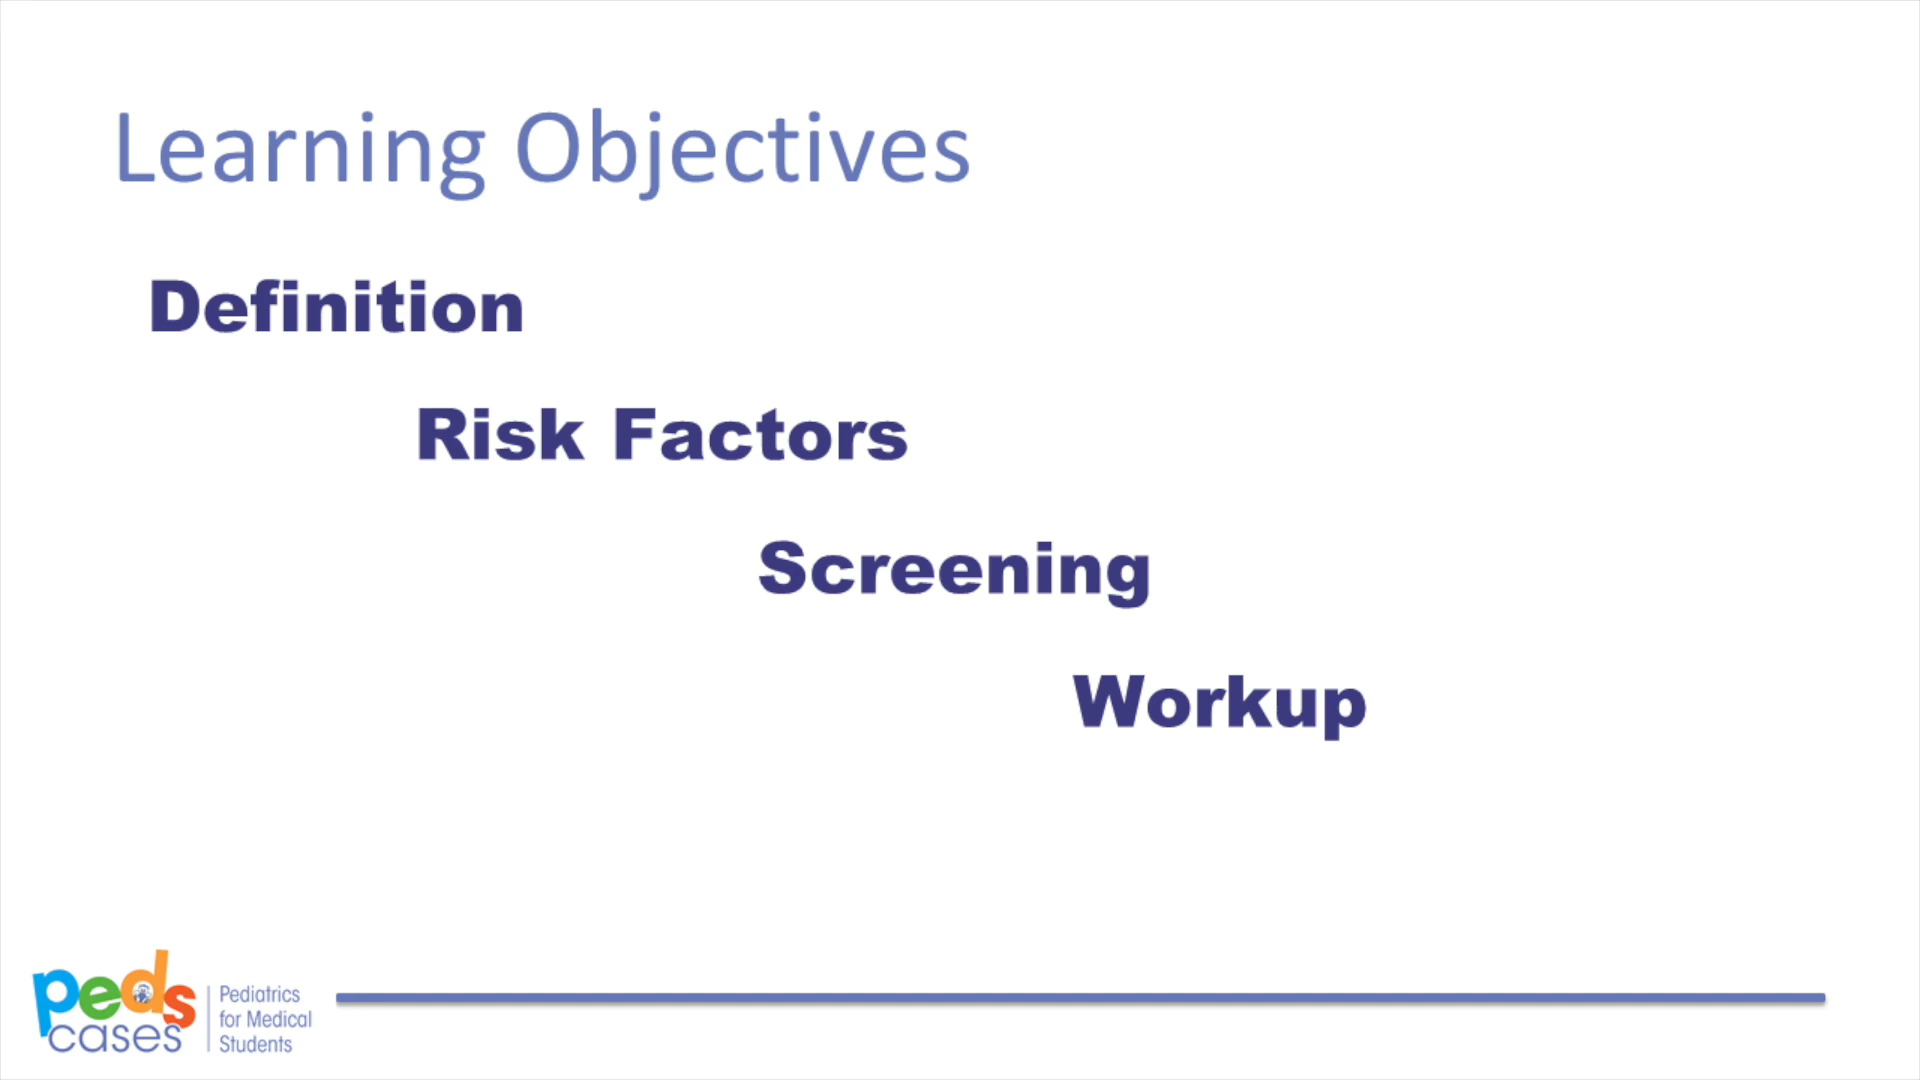 Learning Objectives
Definition
Risk Factors
Screening
Workup
peds
cases
Pediatrics
for Medical
Students